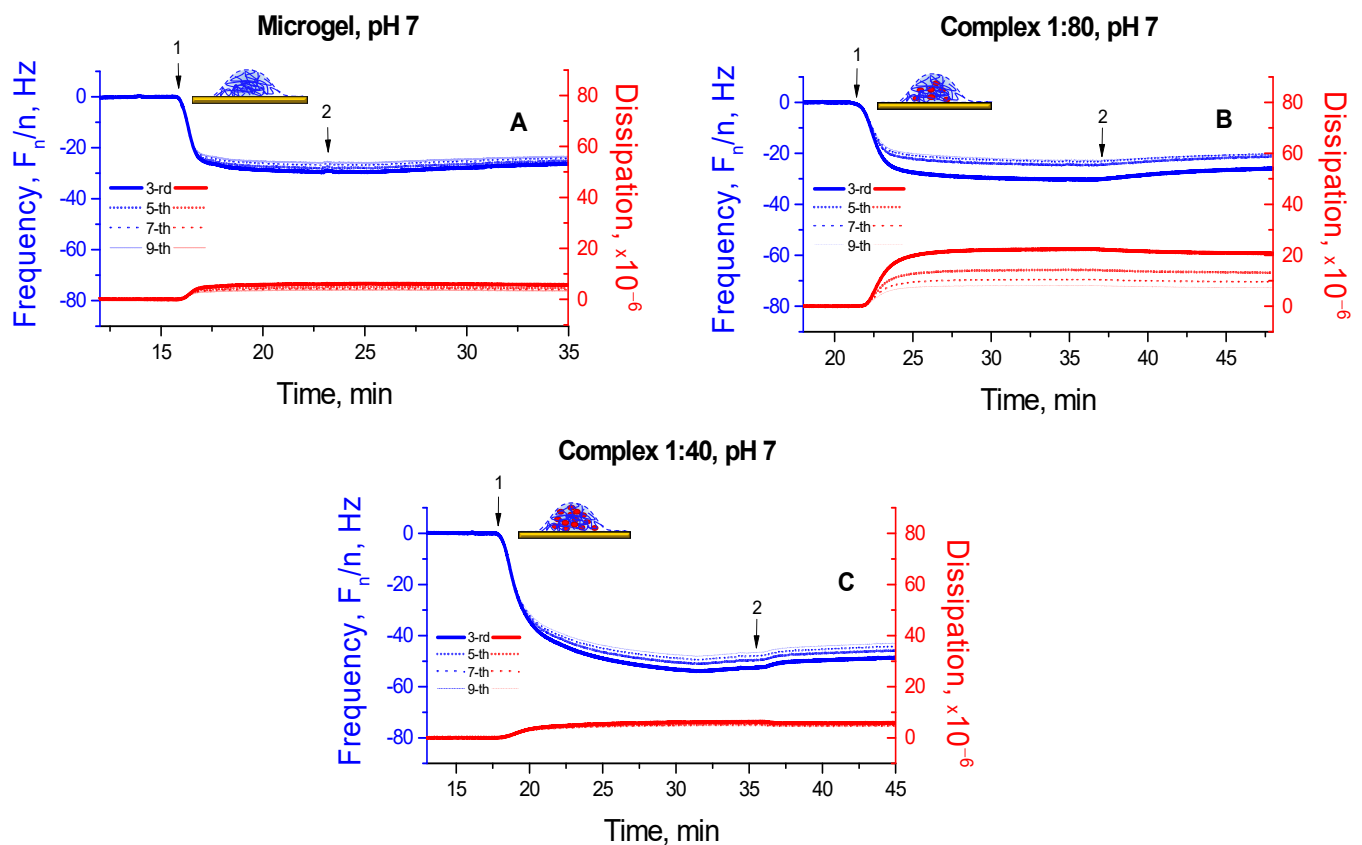 Microgel, pH 7
1
2
A
Frequency, Fₙ/n, Hz
0
-20
-40
-60
-80
3-rd
5-th
7-th
9-th
80
60
40
20
0
Dissipation, ×10⁻⁶
15
20
25
30
35
Time, min
Complex 1:80, pH 7
1
2
B
Frequency, Fₙ/n, Hz
0
-20
-40
-60
-80
3-rd
5-th
7-th
9-th
80
60
40
20
0
Dissipation, ×10⁻⁶
20
25
30
35
40
45
Time, min
Complex 1:40, pH 7
1
2
C
Frequency, Fₙ/n, Hz
0
-20
-40
-60
-80
3-rd
5-th
7-th
9-th
80
60
40
20
0
Dissipation, ×10⁻⁶
15
20
25
30
35
40
45
Time, min